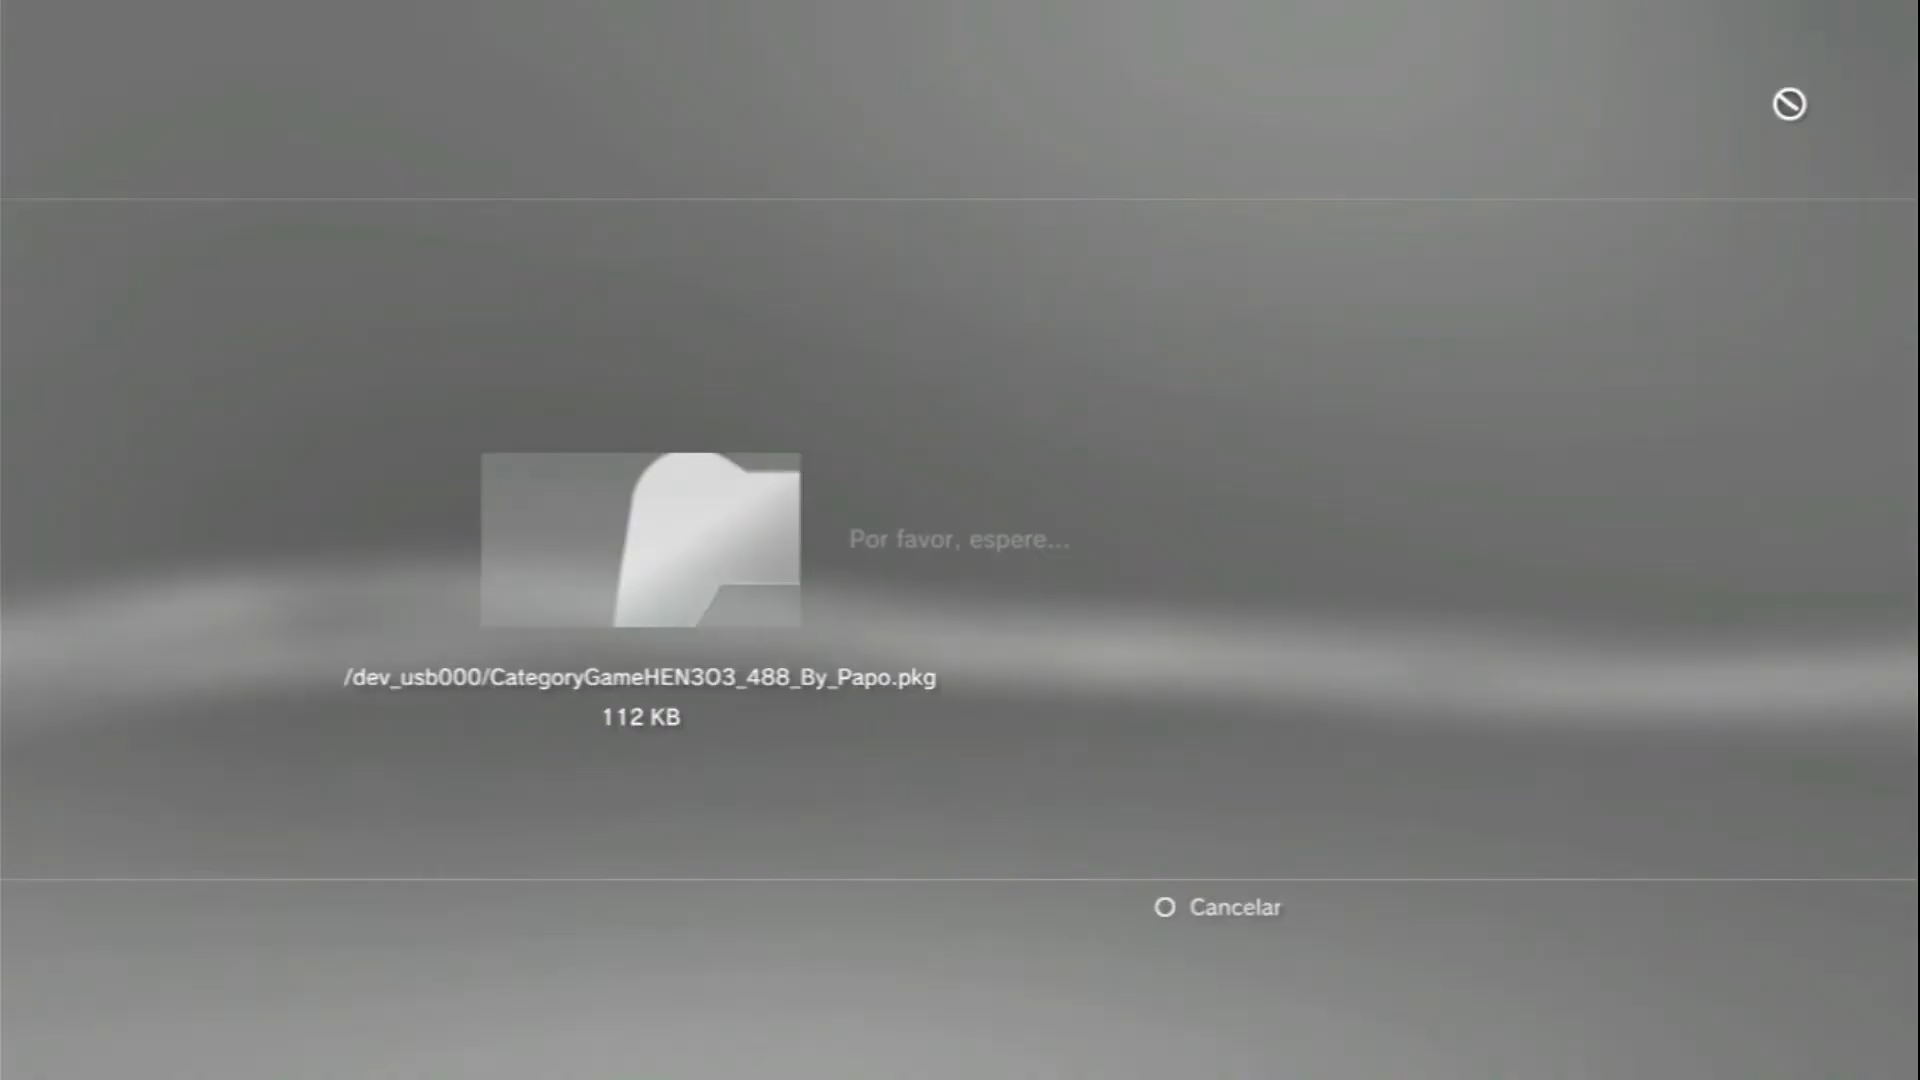 Por favor, espere...
/dev_usb000/CategoryGameHEN3O3_488_By_Papo.pkg
112 KB
Cancelar